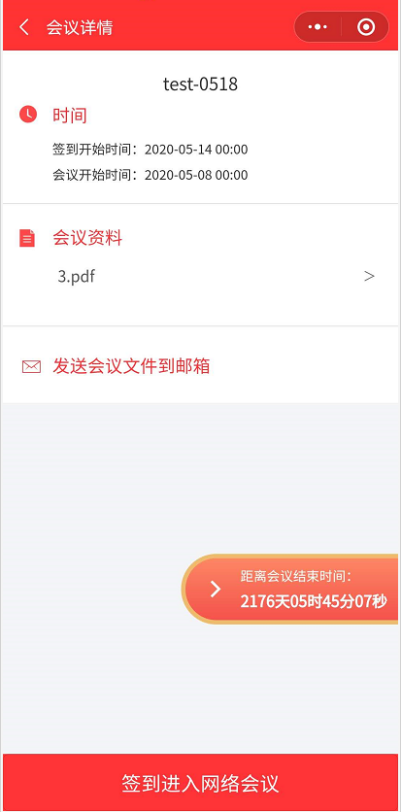 会议详情
test-0518
时间
签到开始时间：2020-05-14 00:00
会议开始时间：2020-05-08 00:00
会议资料
3.pdf
发送会议文件到邮箱
距离会议结束时间：
2176天05时45分07秒
签到进入网络会议